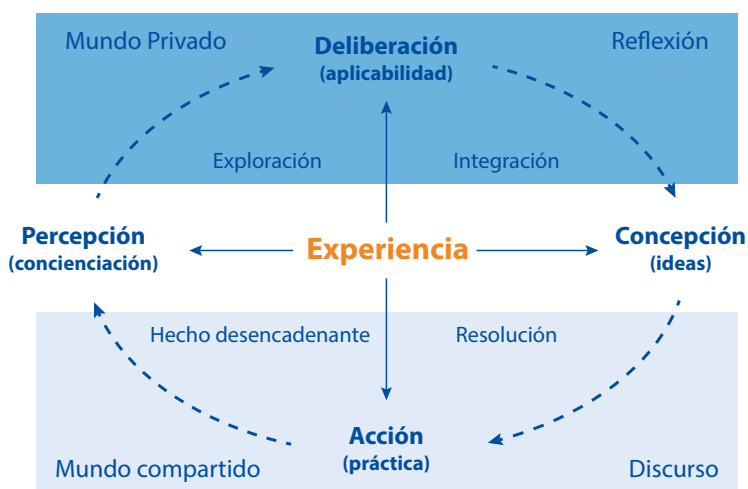 Mundo Privado
Deliberación
(aplicabilidad)
Reflexión
Exploración
Integración
Percepción
(concienciación)
Experiencia
Concepción
(ideas)
Hecho desencadenante
Resolución
Acción
(práctica)
Mundo compartido
Discurso